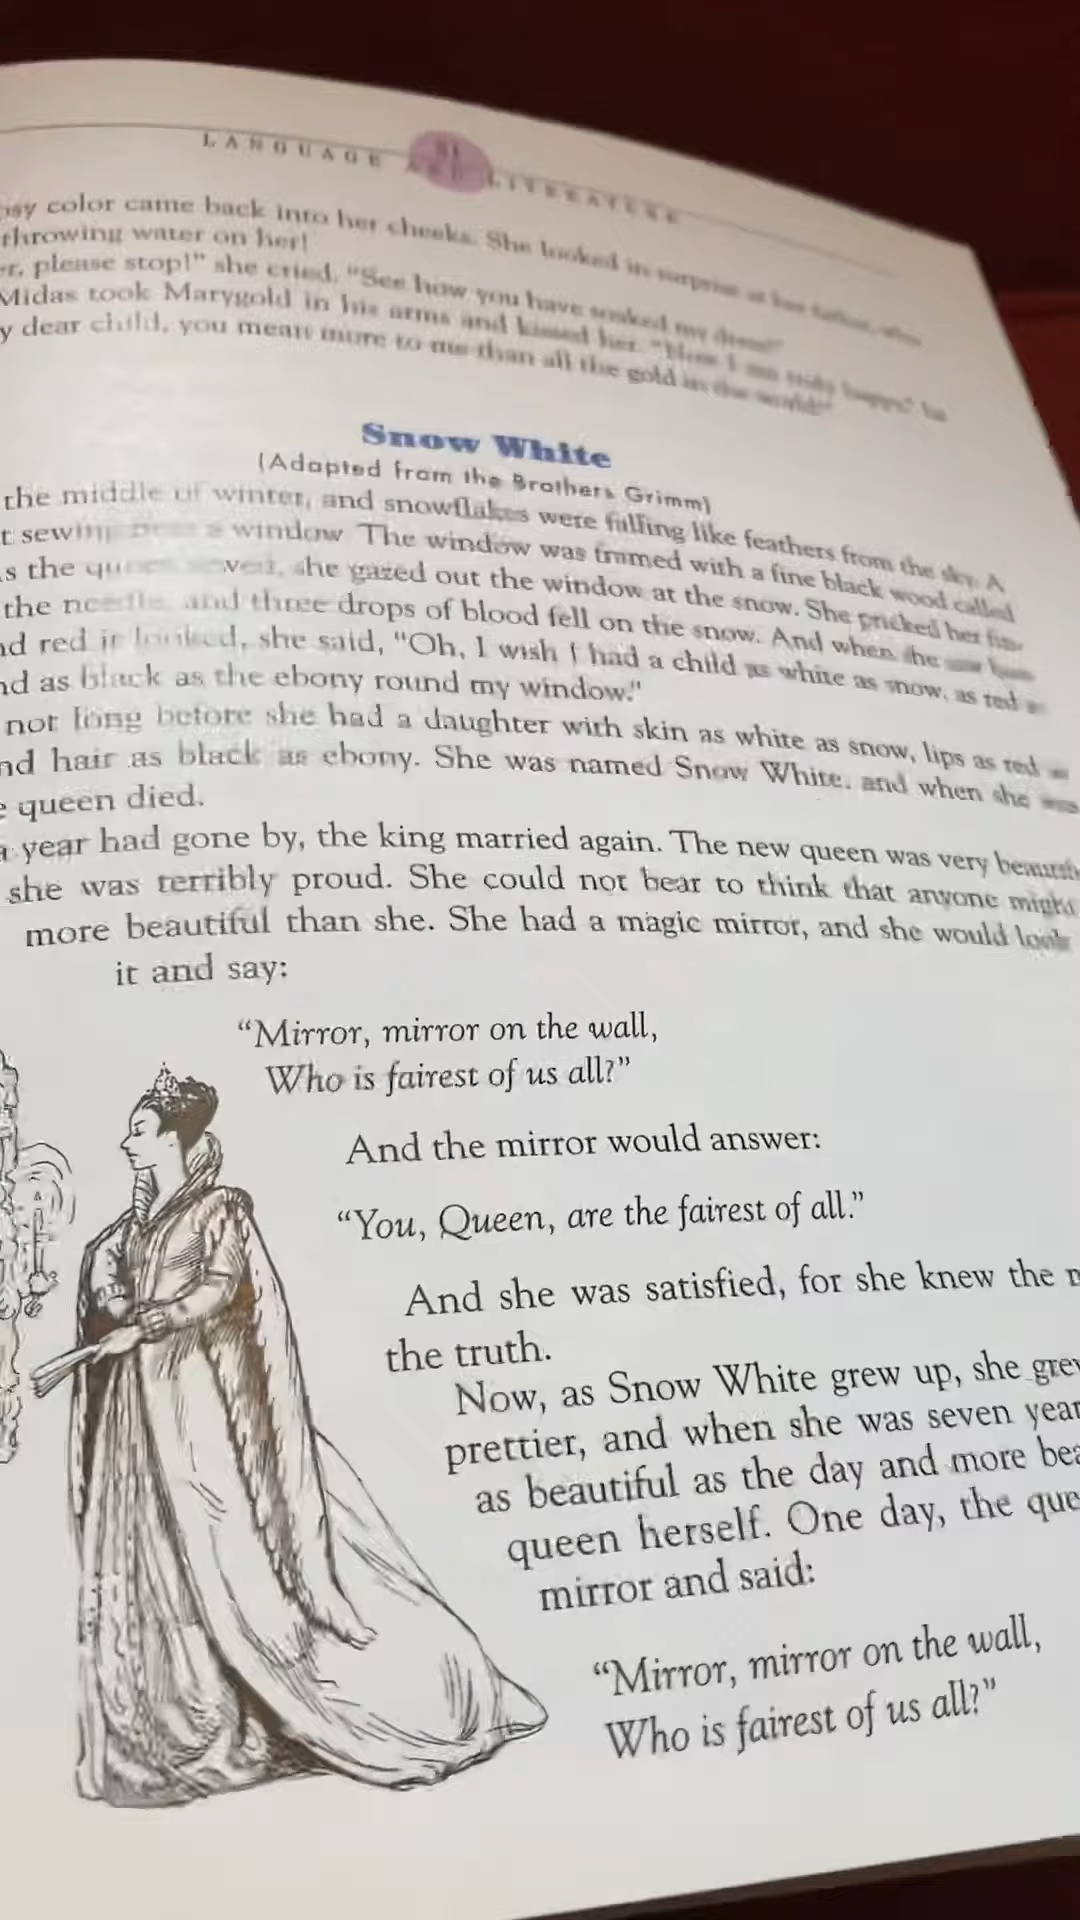 LANGUAGE AND LITERATURE
osy color came back into her cheeks. She looked in surprise at her father, who
throwing water on her!
er, please stop!” she cried. “See how you have soaked my dress!”
Midas took Marygold in his arms and kissed her. “Now I am truly happy,” he
y dear child, you mean more to me than all the gold in the world!”
Snow White
(Adapted from the Brothers Grimm)
the middle of winter, and snowflakes were falling like feathers from the sky. A
t sewing near a window. The window was framed with a fine black wood called
s the queen sewed, she gazed out the window at the snow. She pricked her fin-
the needle, and three drops of blood fell on the snow. And when she saw how
nd red it looked, she said, “Oh, I wish I had a child as white as snow, as red as
nd as black as the ebony round my window.”
not long before she had a daughter with skin as white as snow, lips as red as
nd hair as black as ebony. She was named Snow White, and when she was
e queen died.
a year had gone by, the king married again. The new queen was very beautifu
she was terribly proud. She could not bear to think that anyone might
more beautiful than she. She had a magic mirror, and she would look
it and say:
“Mirror, mirror on the wall,
Who is fairest of us all?”
And the mirror would answer:
“You, Queen, are the fairest of all.”
And she was satisfied, for she knew the m
the truth.
Now, as Snow White grew up, she grew
prettier, and when she was seven year
as beautiful as the day and more bea
queen herself. One day, the que
mirror and said:
“Mirror, mirror on the wall,
Who is fairest of us all?”